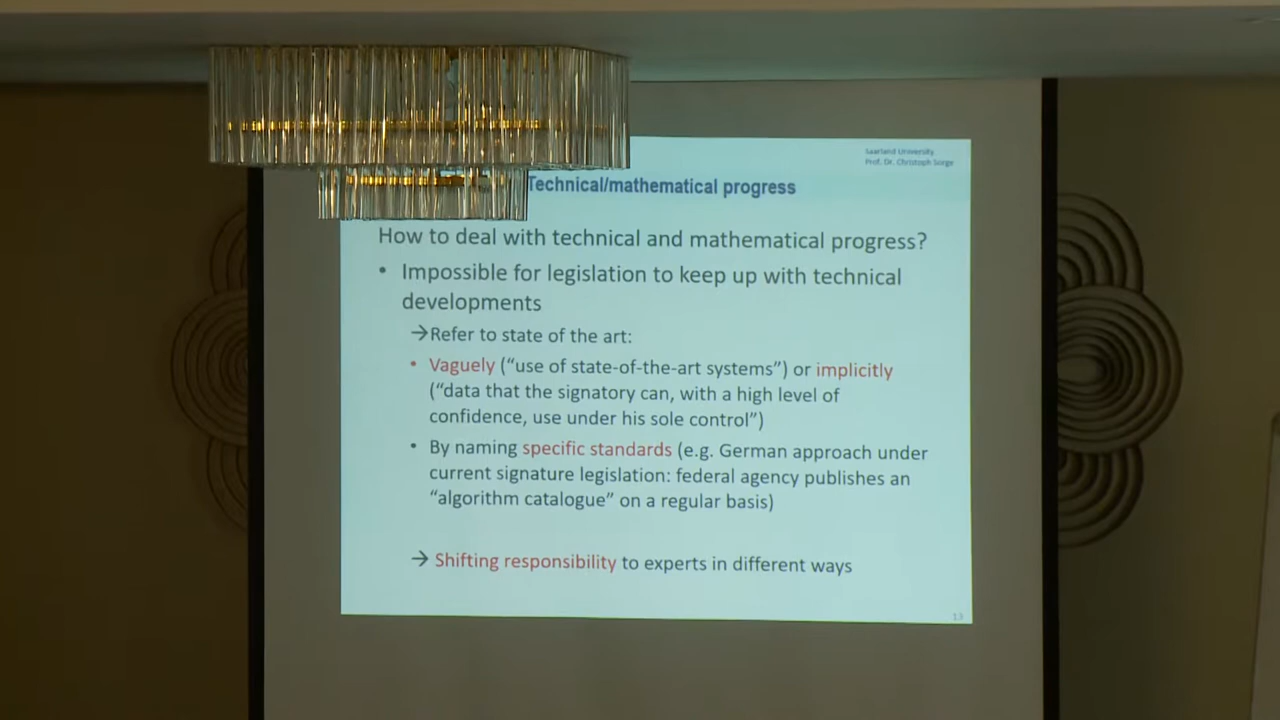 Saarland University
Prof. Dr. Christoph Sorge
Technical/mathematical progress
How to deal with technical and mathematical progress?
• Impossible for legislation to keep up with technical
developments
→Refer to state of the art:
• Vaguely (“use of state-of-the-art systems”) or implicitly
(“data that the signatory can, with a high level of
confidence, use under his sole control”)
• By naming specific standards (e.g. German approach under
current signature legislation: federal agency publishes an
“algorithm catalogue” on a regular basis)
→ Shifting responsibility to experts in different ways